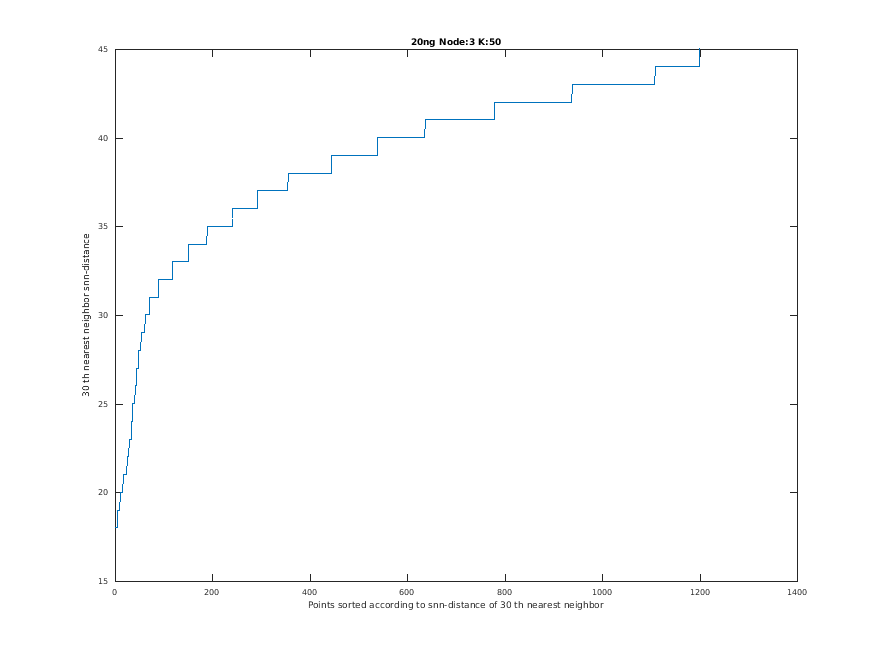 20ng Node:3 K:50
45
40
35
30
25
20
15
30 th nearest neighbor snn-distance
0 200 400 600 800 1000 1200 1400
Points sorted according to snn-distance of 30 th nearest neighbor